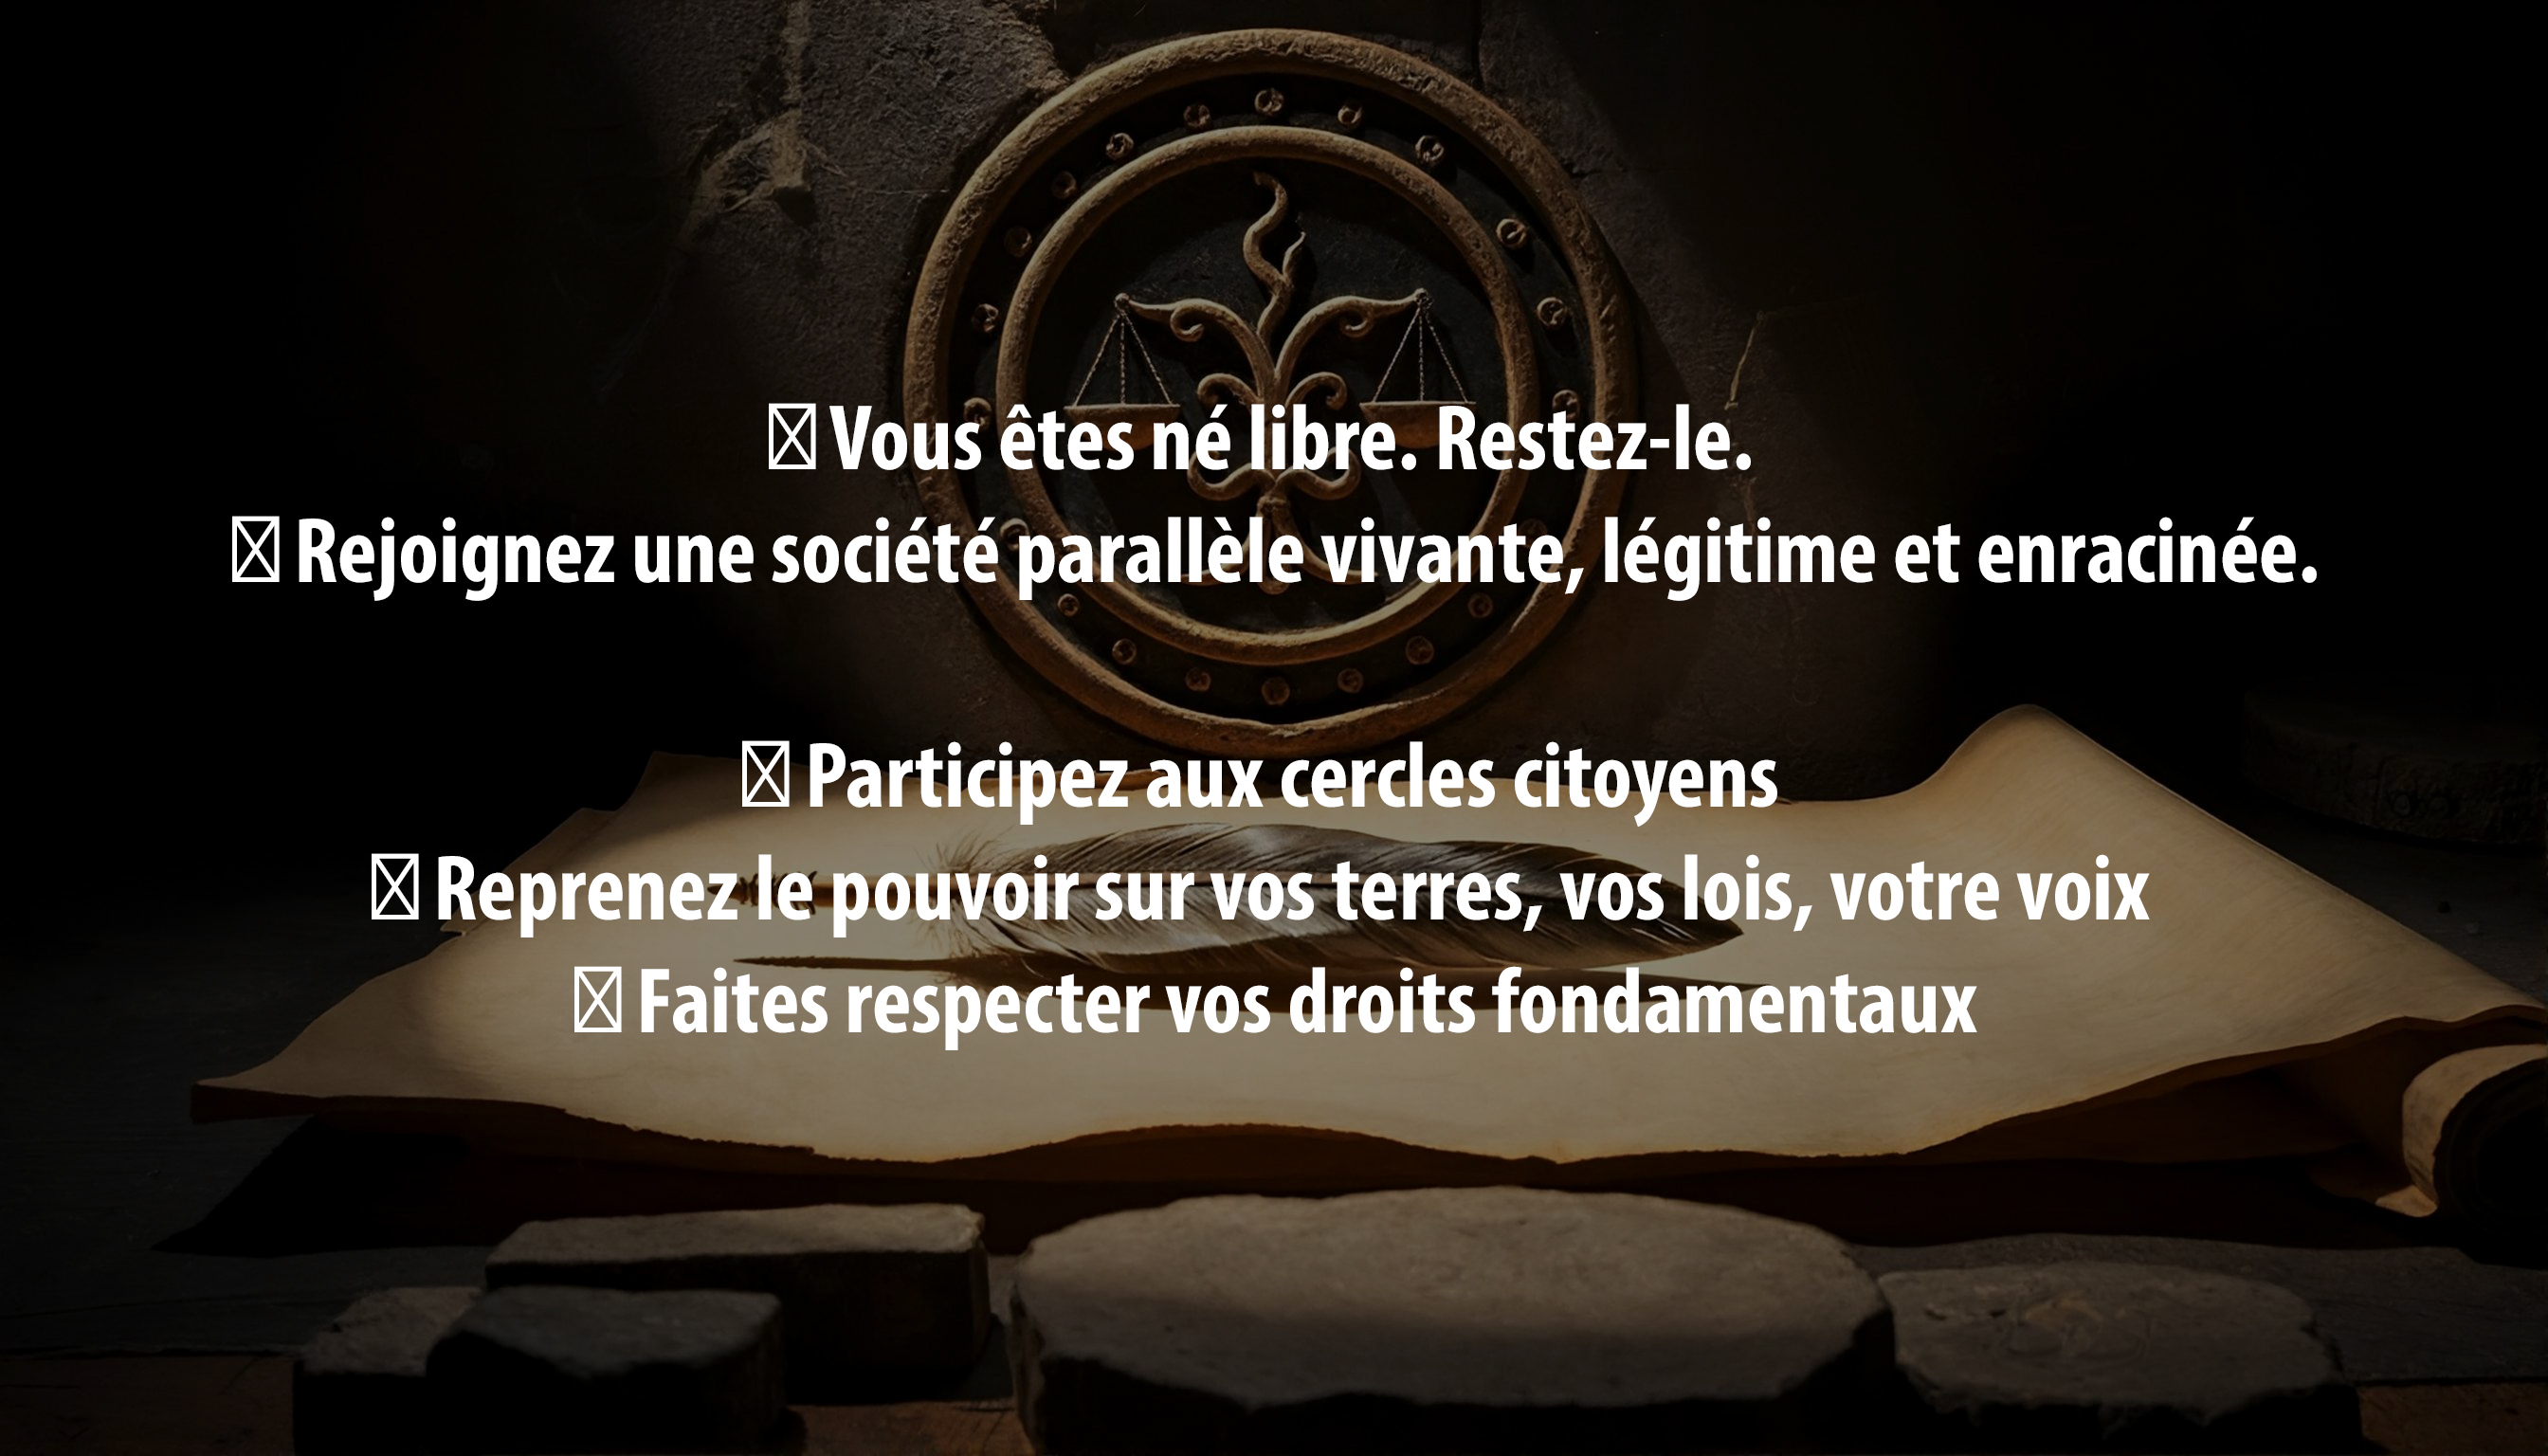 Vous êtes né libre. Restez-le.
Rejoignez une société parallèle vivante, légitime et enracinée.
Participez aux cercles citoyens
Reprenez le pouvoir sur vos terres, vos lois, votre voix
Faites respecter vos droits fondamentaux